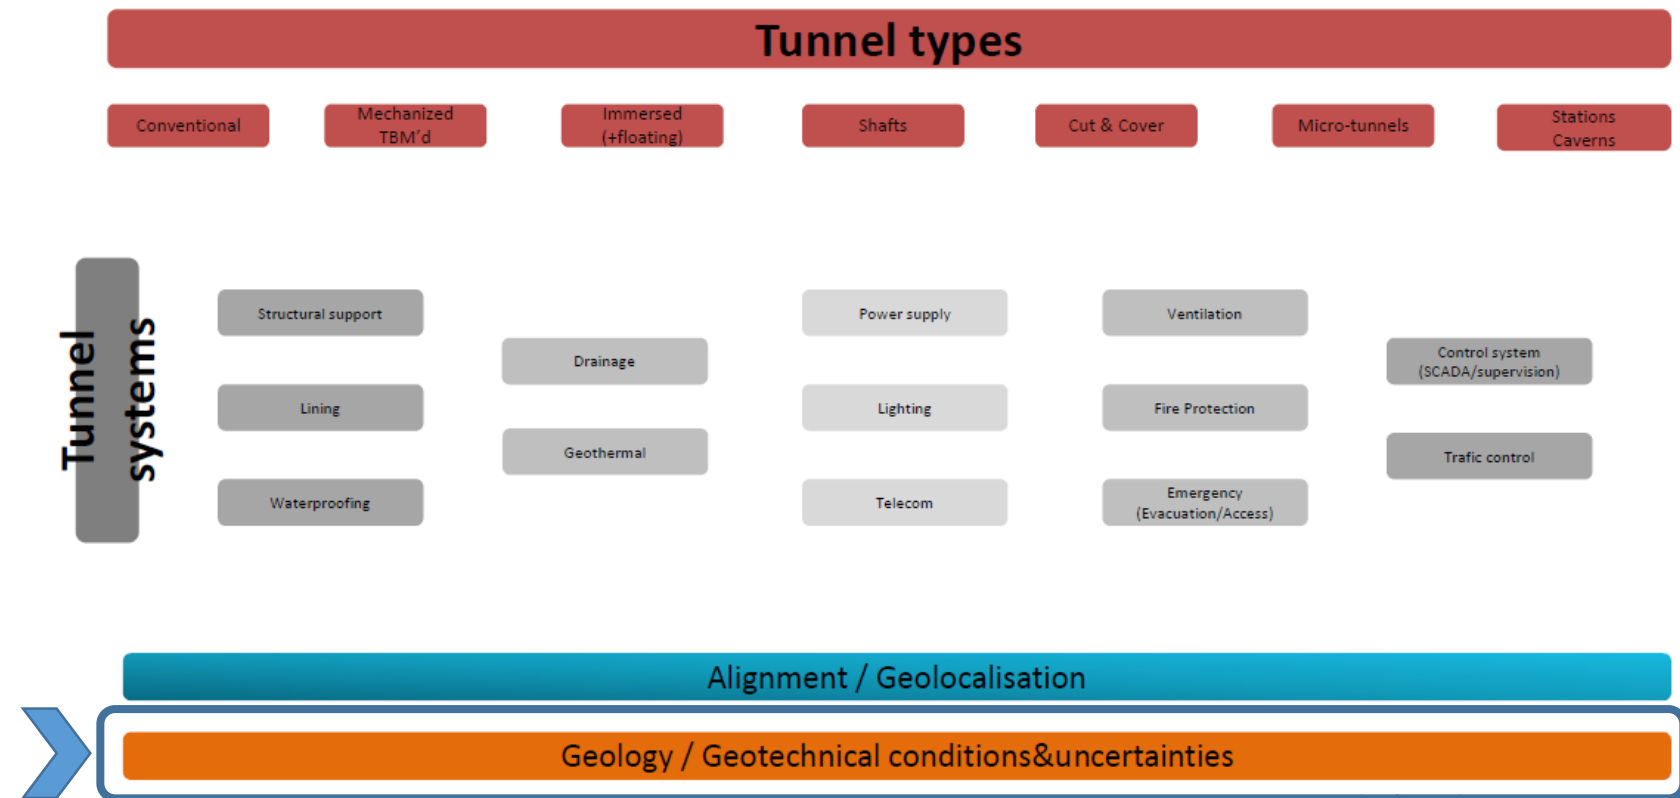 Tunnel types
Conventional
Mechanized
TBM’d
Immersed
(+floating)
Shafts
Cut & Cover
Micro-tunnels
Stations
Caverns
Tunnel
systems
Structural support
Lining
Waterproofing
Drainage
Geothermal
Power supply
Lighting
Telecom
Ventilation
Fire Protection
Emergency
(Evacuation/Access)
Control system
(SCADA/supervision)
Trafic control
Alignment / Geolocalisation
Geology / Geotechnical conditions&uncertainties